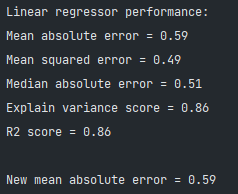 Linear regressor performance:
Mean absolute error = 0.59
Mean squared error = 0.49
Median absolute error = 0.51
Explain variance score = 0.86
R2 score = 0.86
New mean absolute error = 0.59